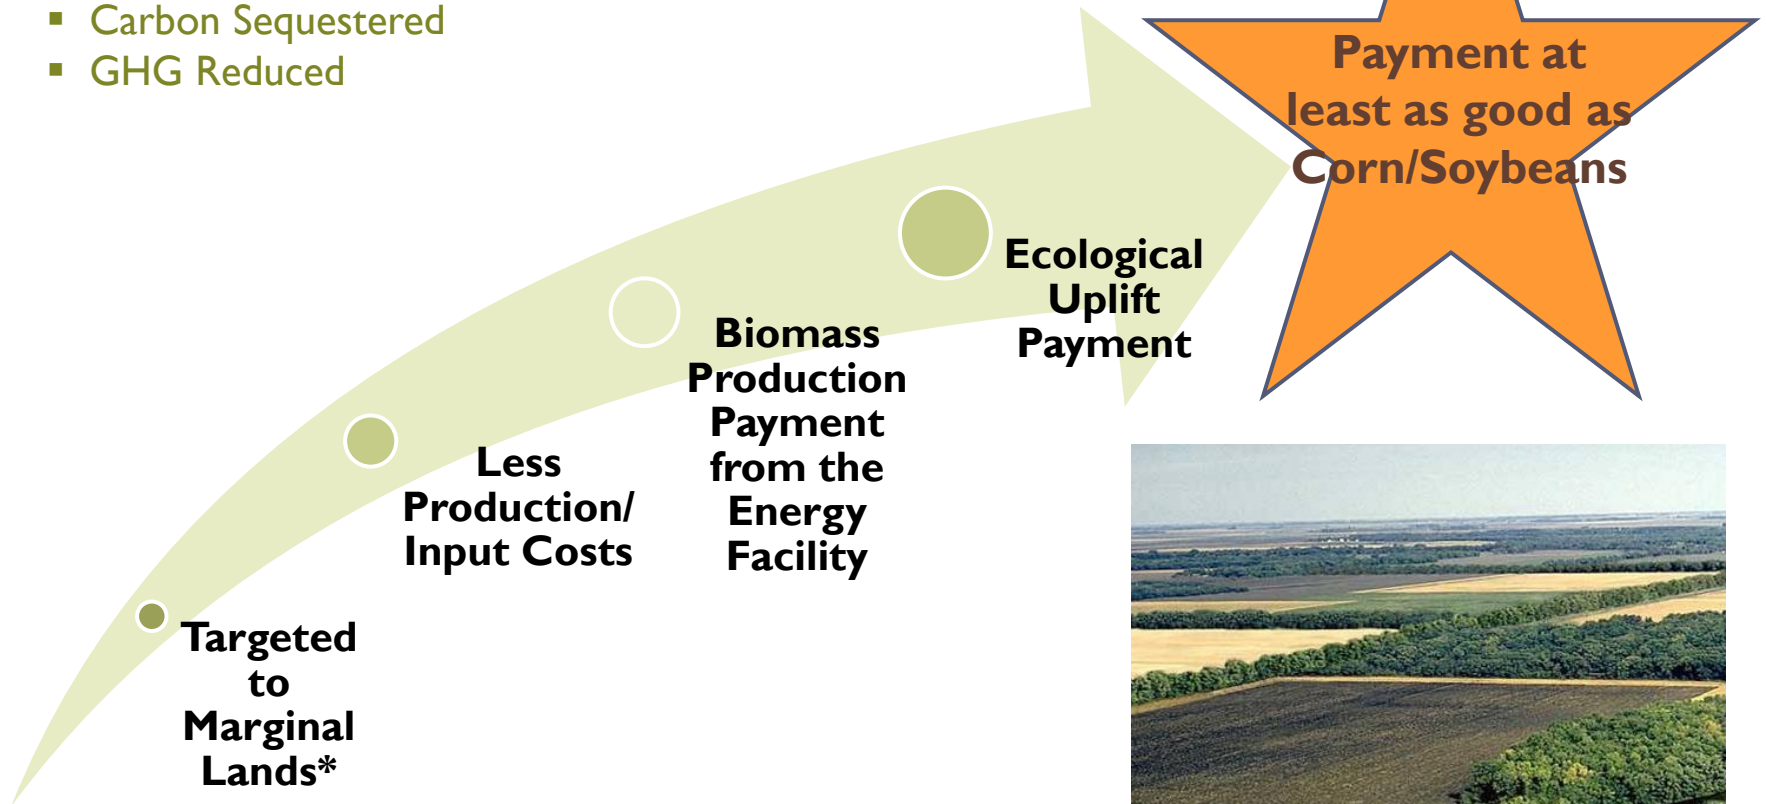 ▪ Carbon Sequestered
▪ GHG Reduced
Payment at
least as good as
Corn/Soybeans
Ecological
Uplift
Payment
Biomass
Production
Payment
from the
Energy
Facility
Less
Production/
Input Costs
Targeted
to
Marginal
Lands*